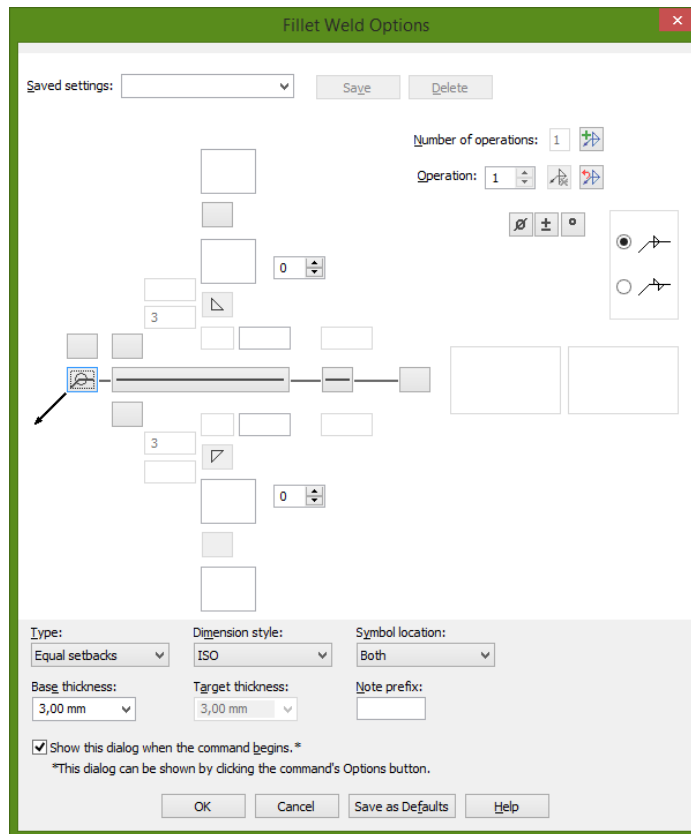 Fillet Weld Options
Saved settings: Save Delete
Number of operations: 1
Operation: 1
Ø ± °
0
3
3
0
Type: Dimension style: Symbol location:
Equal setbacks ISO Both
Base thickness: Target thickness: Note prefix:
3,00 mm 3,00 mm
Show this dialog when the command begins.*
*This dialog can be shown by clicking the command's Options button.
OK Cancel Save as Defaults Help